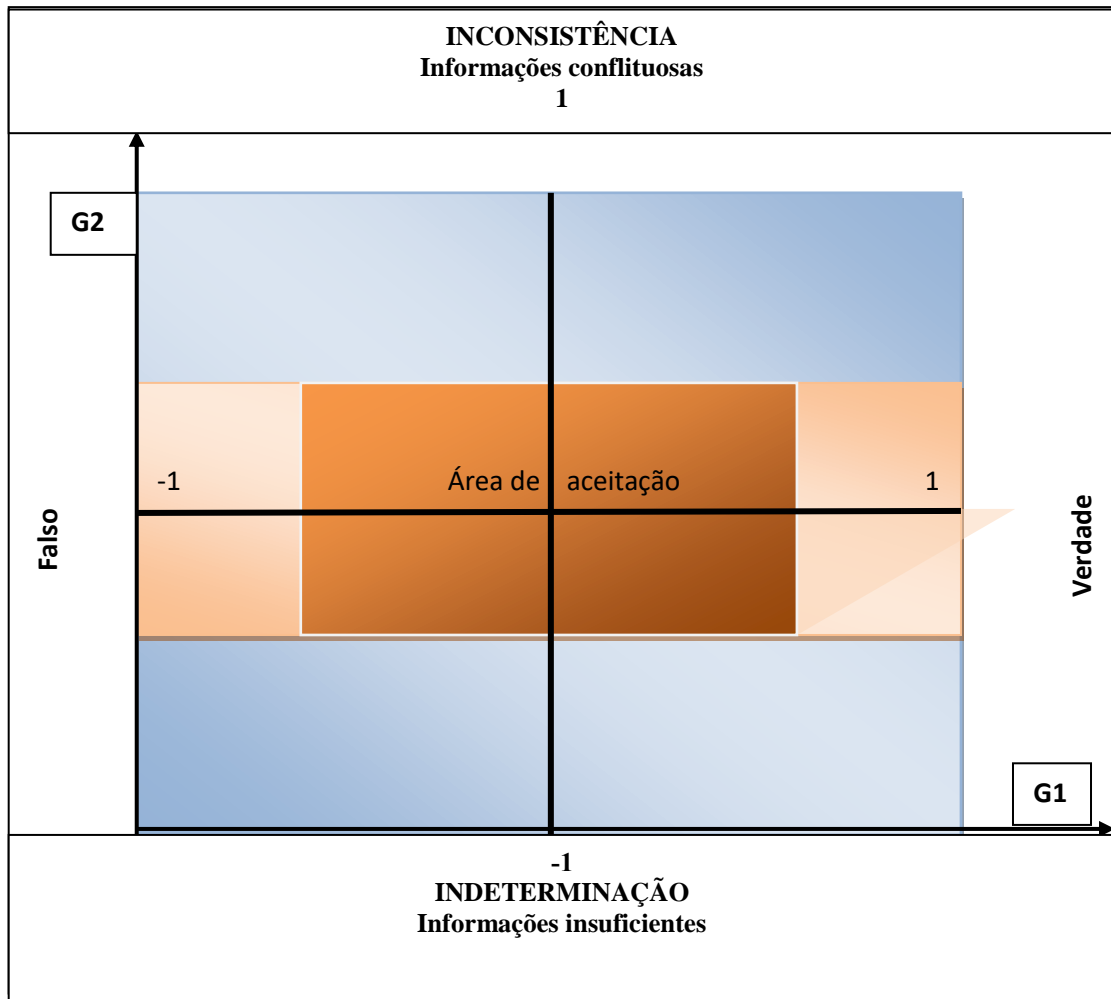 INCONSISTÊNCIA
Informações conflituosas
1
G2
-1
Área de aceitação
1
Falso
Verdade
G1
-1
INDETERMINAÇÃO
Informações insuficientes